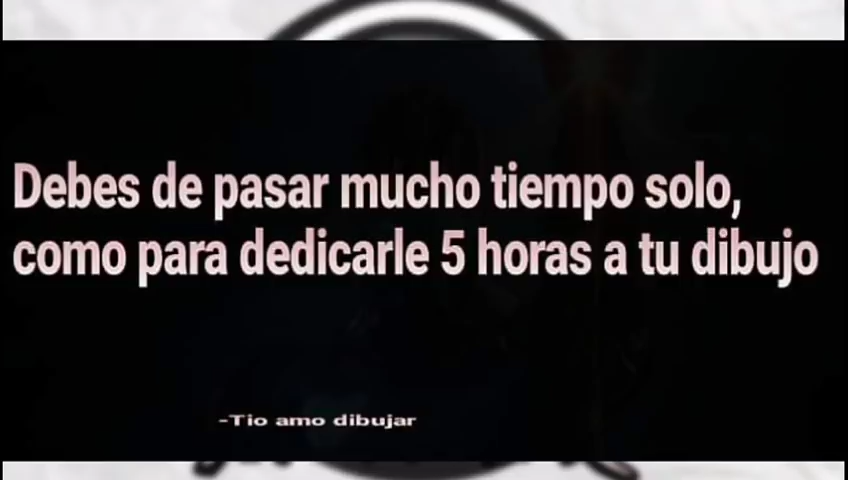 Debes de pasar mucho tiempo solo,
como para dedicarle 5 horas a tu dibujo
-Tio amo dibujar